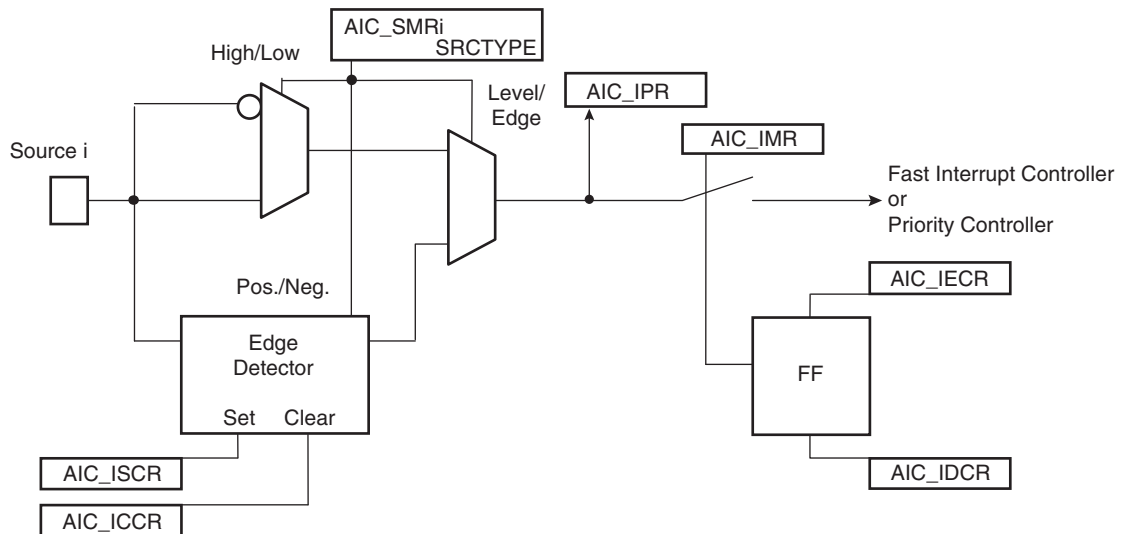 AIC_SMRi
SRCTYPE
High/Low
Level/
Edge
AIC_IPR
AIC_IMR
Source i
Fast Interrupt Controller
or
Priority Controller
AIC_IECR
Pos./Neg.
Edge
Detector
FF
Set Clear
AIC_ISCR
AIC_IDCR
AIC_ICCR